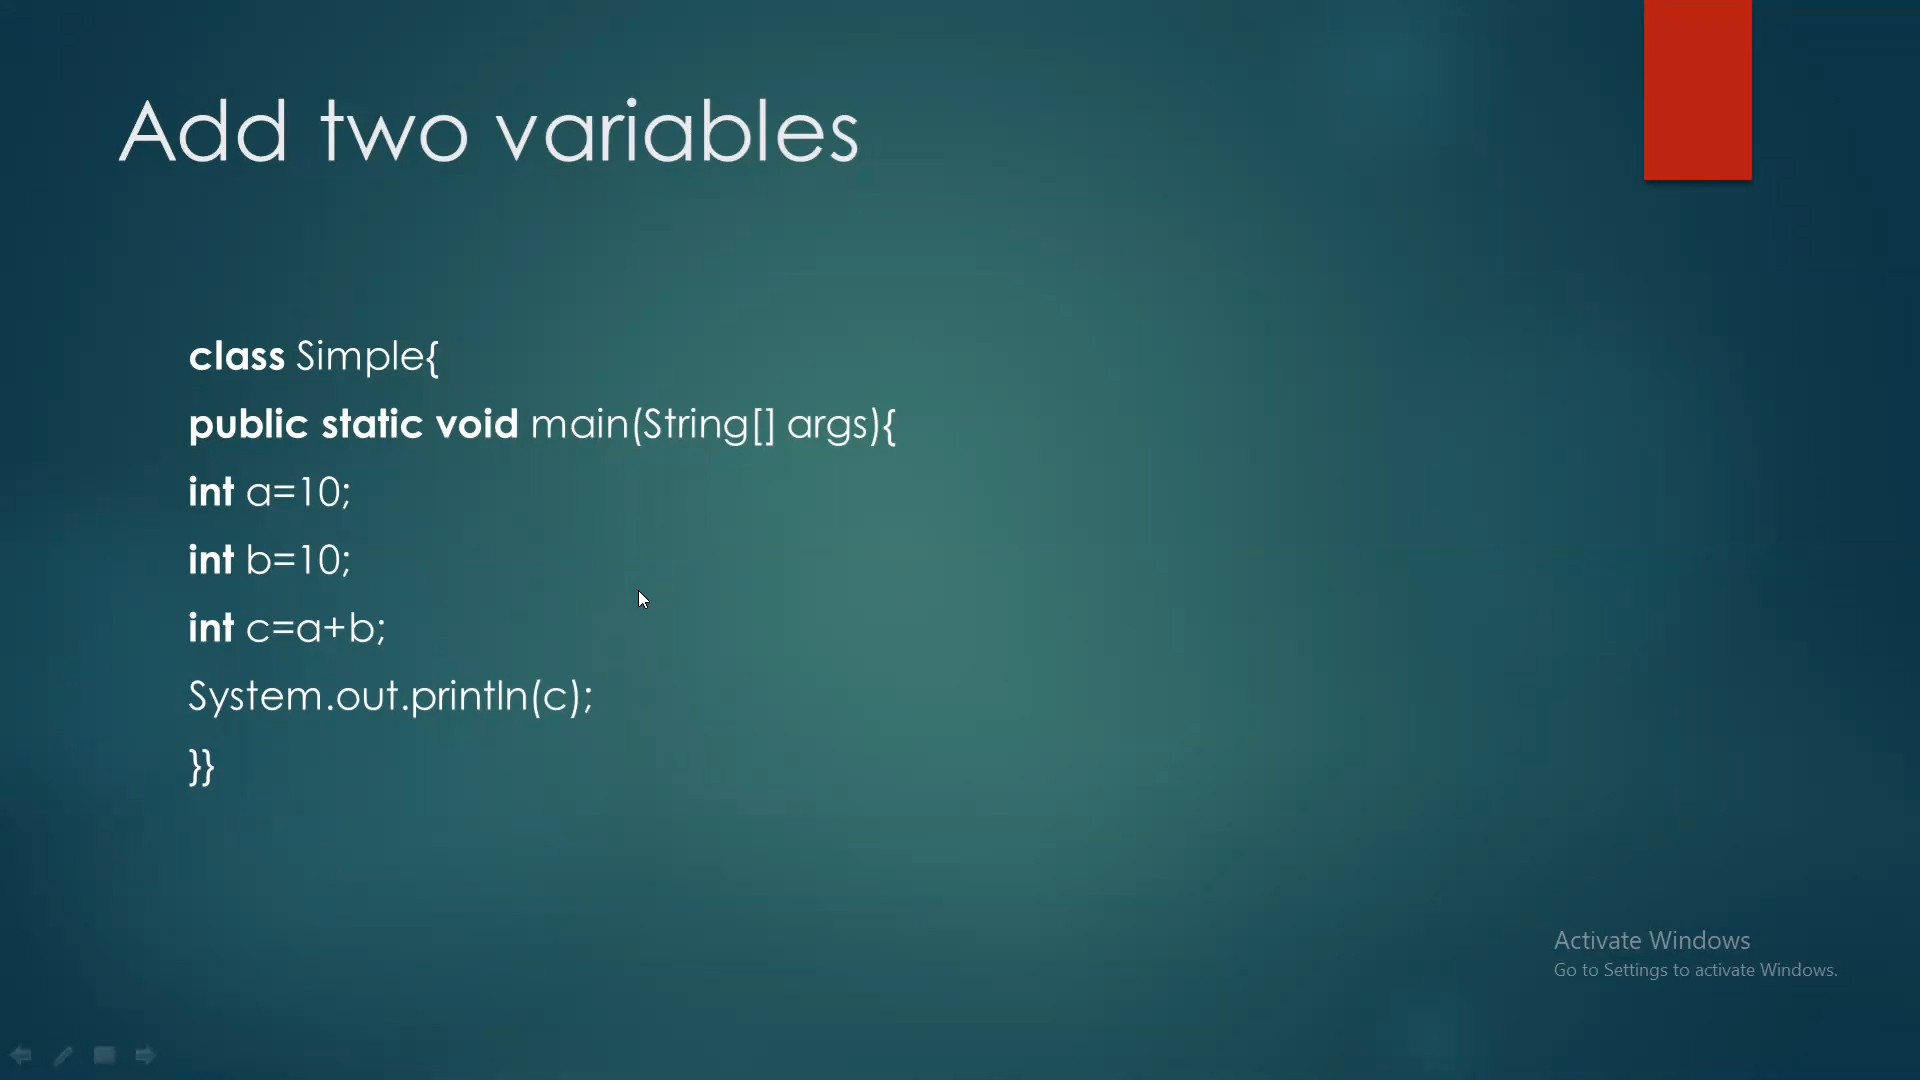 Add two variables
class Simple{
public static void main(String[] args){
int a=10;
int b=10;
int c=a+b;
System.out.println(c);
}}
Activate Windows
Go to Settings to activate Windows.